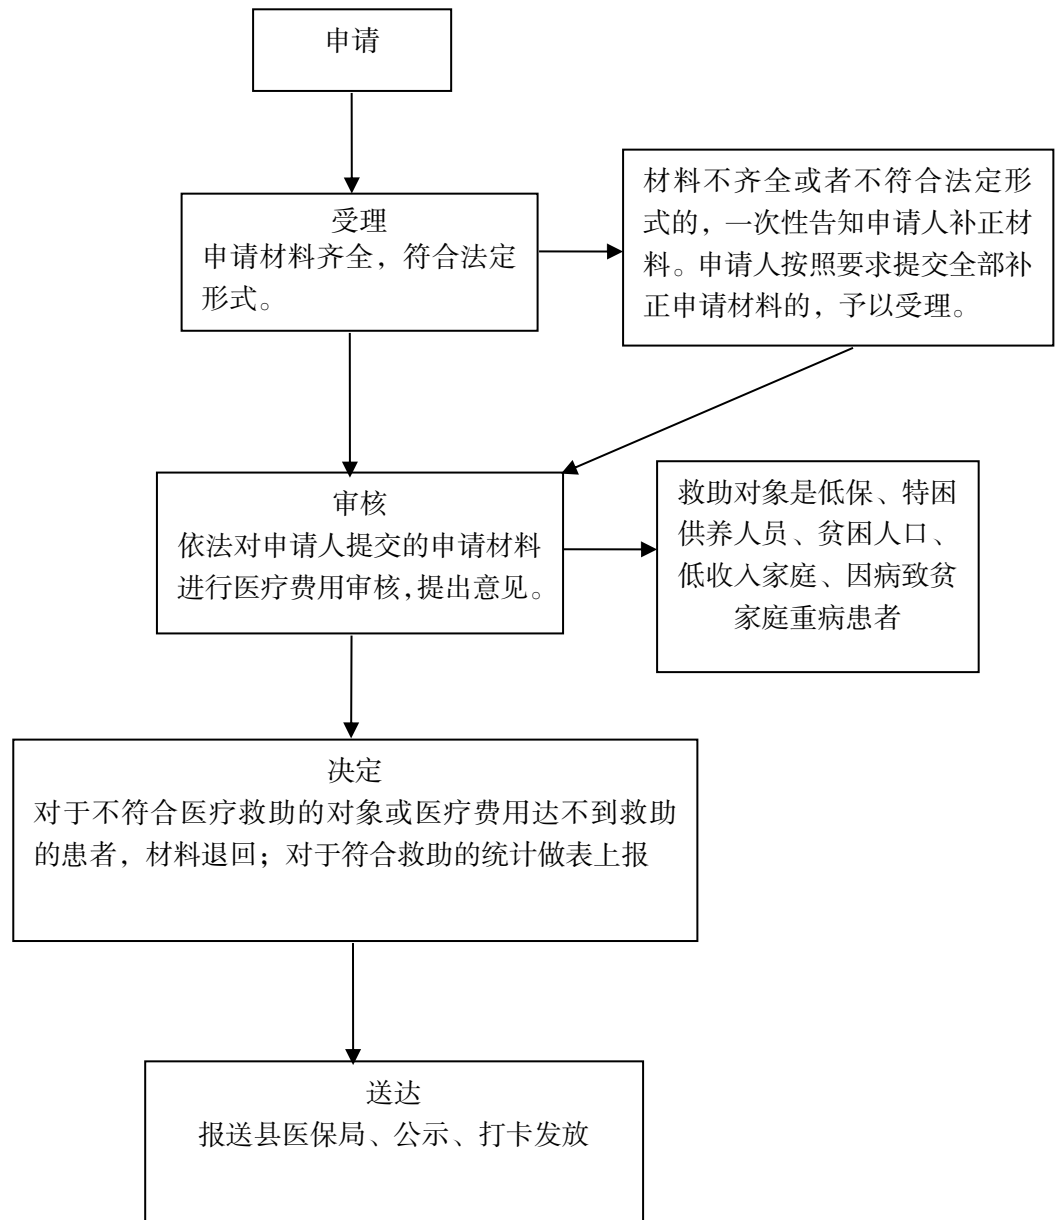 申请
受理
申请材料齐全，符合法定
形式。
材料不齐全或者不符合法定形
式的，一次性告知申请人补正材
料。申请人按照要求提交全部补
正申请材料的，予以受理。
审核
依法对申请人提交的申请材料
进行医疗费用审核,提出意见。
救助对象是低保、特困
供养人员、贫困人口、
低收入家庭、因病致贫
家庭重病患者
决定
对于不符合医疗救助的对象或医疗费用达不到救助
的患者，材料退回；对于符合救助的统计做表上报
送达
报送县医保局、公示、打卡发放